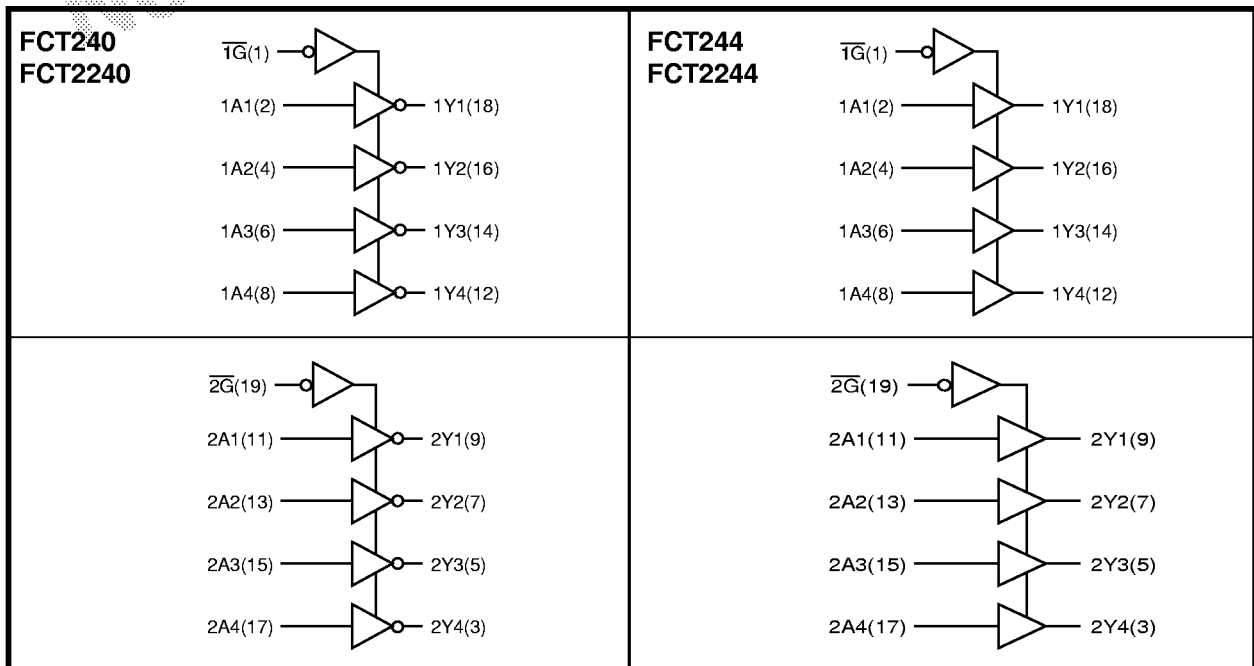 FCT240
FCT2240
1G(1)
1A1(2) 1Y1(18)
1A2(4) 1Y2(16)
1A3(6) 1Y3(14)
1A4(8) 1Y4(12)
FCT244
FCT2244
1G(1)
1A1(2) 1Y1(18)
1A2(4) 1Y2(16)
1A3(6) 1Y3(14)
1A4(8) 1Y4(12)
2G(19)
2A1(11) 2Y1(9)
2A2(13) 2Y2(7)
2A3(15) 2Y3(5)
2A4(17) 2Y4(3)
2G(19)
2A1(11) 2Y1(9)
2A2(13) 2Y2(7)
2A3(15) 2Y3(5)
2A4(17) 2Y4(3)